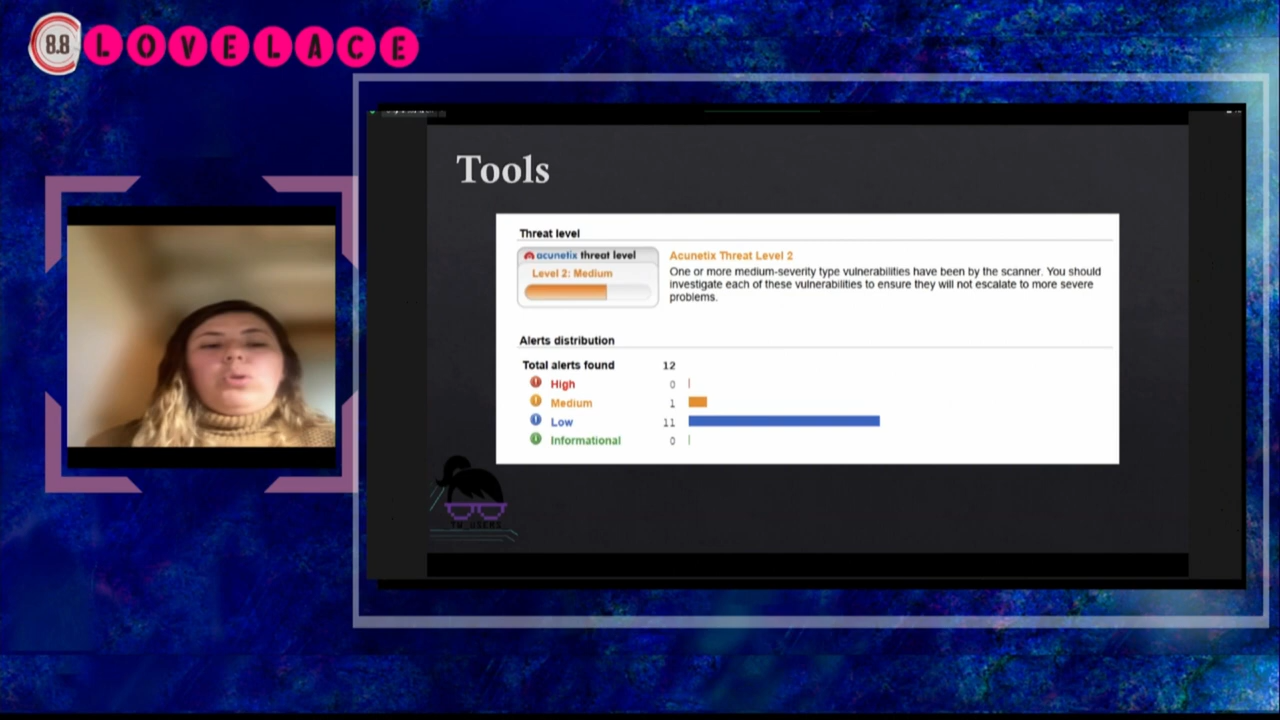 8.8 LOVELACE
Tools
Threat level
acunetix threat level
Level 2: Medium
Acunetix Threat Level 2
One or more medium-severity type vulnerabilities have been by the scanner. You should
investigate each of these vulnerabilities to ensure they will not escalate to more severe
problems.
Alerts distribution
Total alerts found 12
High 0
Medium 1
Low 11
Informational 0